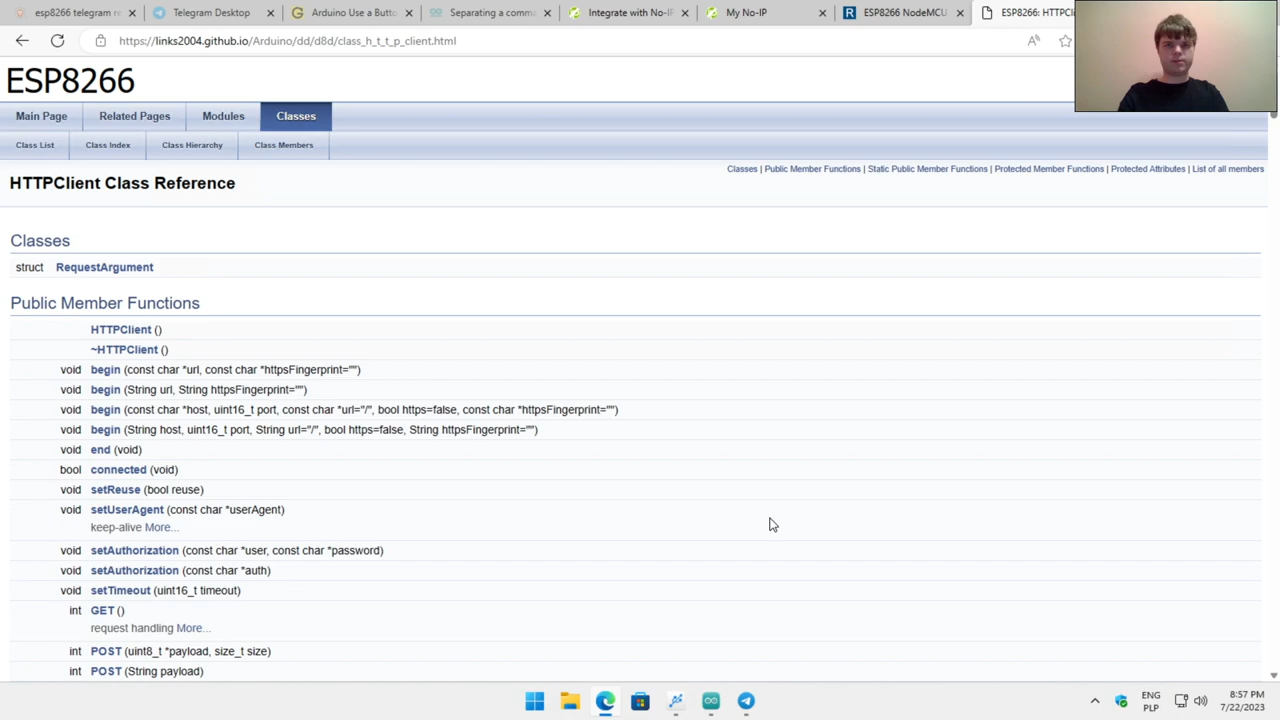 esp8266 telegram re
Telegram Desktop
Arduino Use a Butto
Separating a comma
Integrate with No-IP
My No-IP
ESP8266 NodeMCU
ESP8266: HTTPCli
https://links2004.github.io/Arduino/dd/d8d/class_h_t_t_p_client.html
ESP8266
Main Page
Related Pages
Modules
Classes
Class List
Class Index
Class Hierarchy
Class Members
Classes | Public Member Functions | Static Public Member Functions | Protected Member Functions | Protected Attributes | List of all members
HTTPClient Class Reference
Classes
struct RequestArgument
Public Member Functions
HTTPClient ()
~HTTPClient ()
void begin (const char *url, const char *httpsFingerprint="")
void begin (String url, String httpsFingerprint="")
void begin (const char *host, uint16_t port, const char *url="/", bool https=false, const char *httpsFingerprint="")
void begin (String host, uint16_t port, String url="/", bool https=false, String httpsFingerprint="")
void end (void)
bool connected (void)
void setReuse (bool reuse)
void setUserAgent (const char *userAgent)
keep-alive More...
void setAuthorization (const char *user, const char *password)
void setAuthorization (const char *auth)
void setTimeout (uint16_t timeout)
int GET ()
request handling More...
int POST (uint8_t *payload, size_t size)
int POST (String payload)
ENG
PLP
8:57 PM
7/22/2023